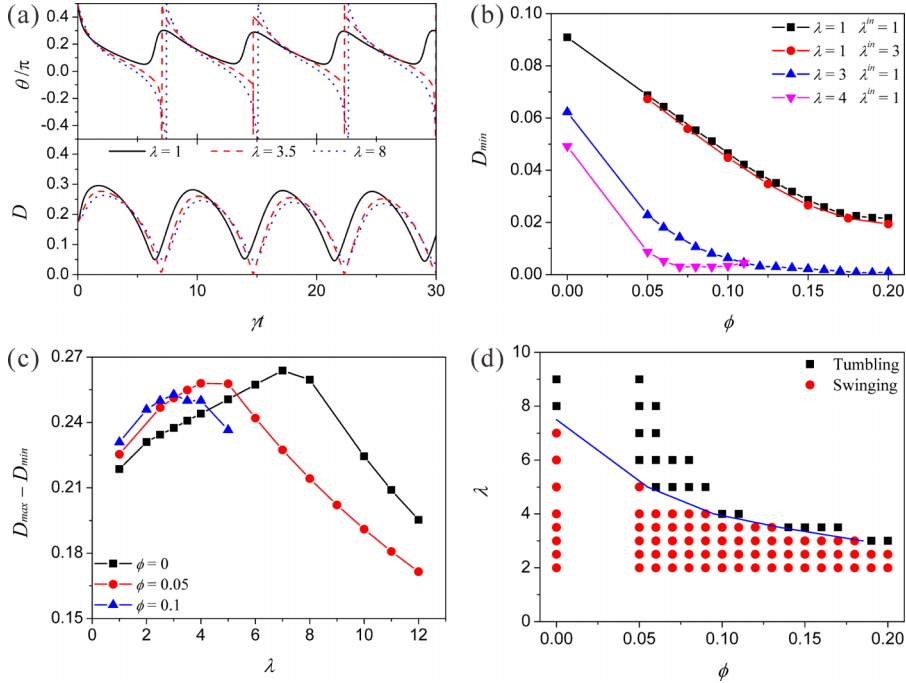 (a)
0.4
0.2
0.0
-0.2
-0.4
θ/π
λ = 1 λ = 3.5 λ = 8
0.4
0.3
0.2
0.1
0.0
D
0 10 20 30
γt
(b)
0.10
0.08
0.06
0.04
0.02
0.00
D_min
λ = 1 λ^in = 1
λ = 1 λ^in = 3
λ = 3 λ^in = 1
λ = 4 λ^in = 1
0.00 0.05 0.10 0.15 0.20
ϕ
(c)
0.27
0.24
0.21
0.18
0.15
D_max − D_min
ϕ = 0
ϕ = 0.05
ϕ = 0.1
0 2 4 6 8 10 12
λ
(d)
10
8
6
4
2
0
λ
Tumbling
Swinging
0.00 0.05 0.10 0.15 0.20
ϕ